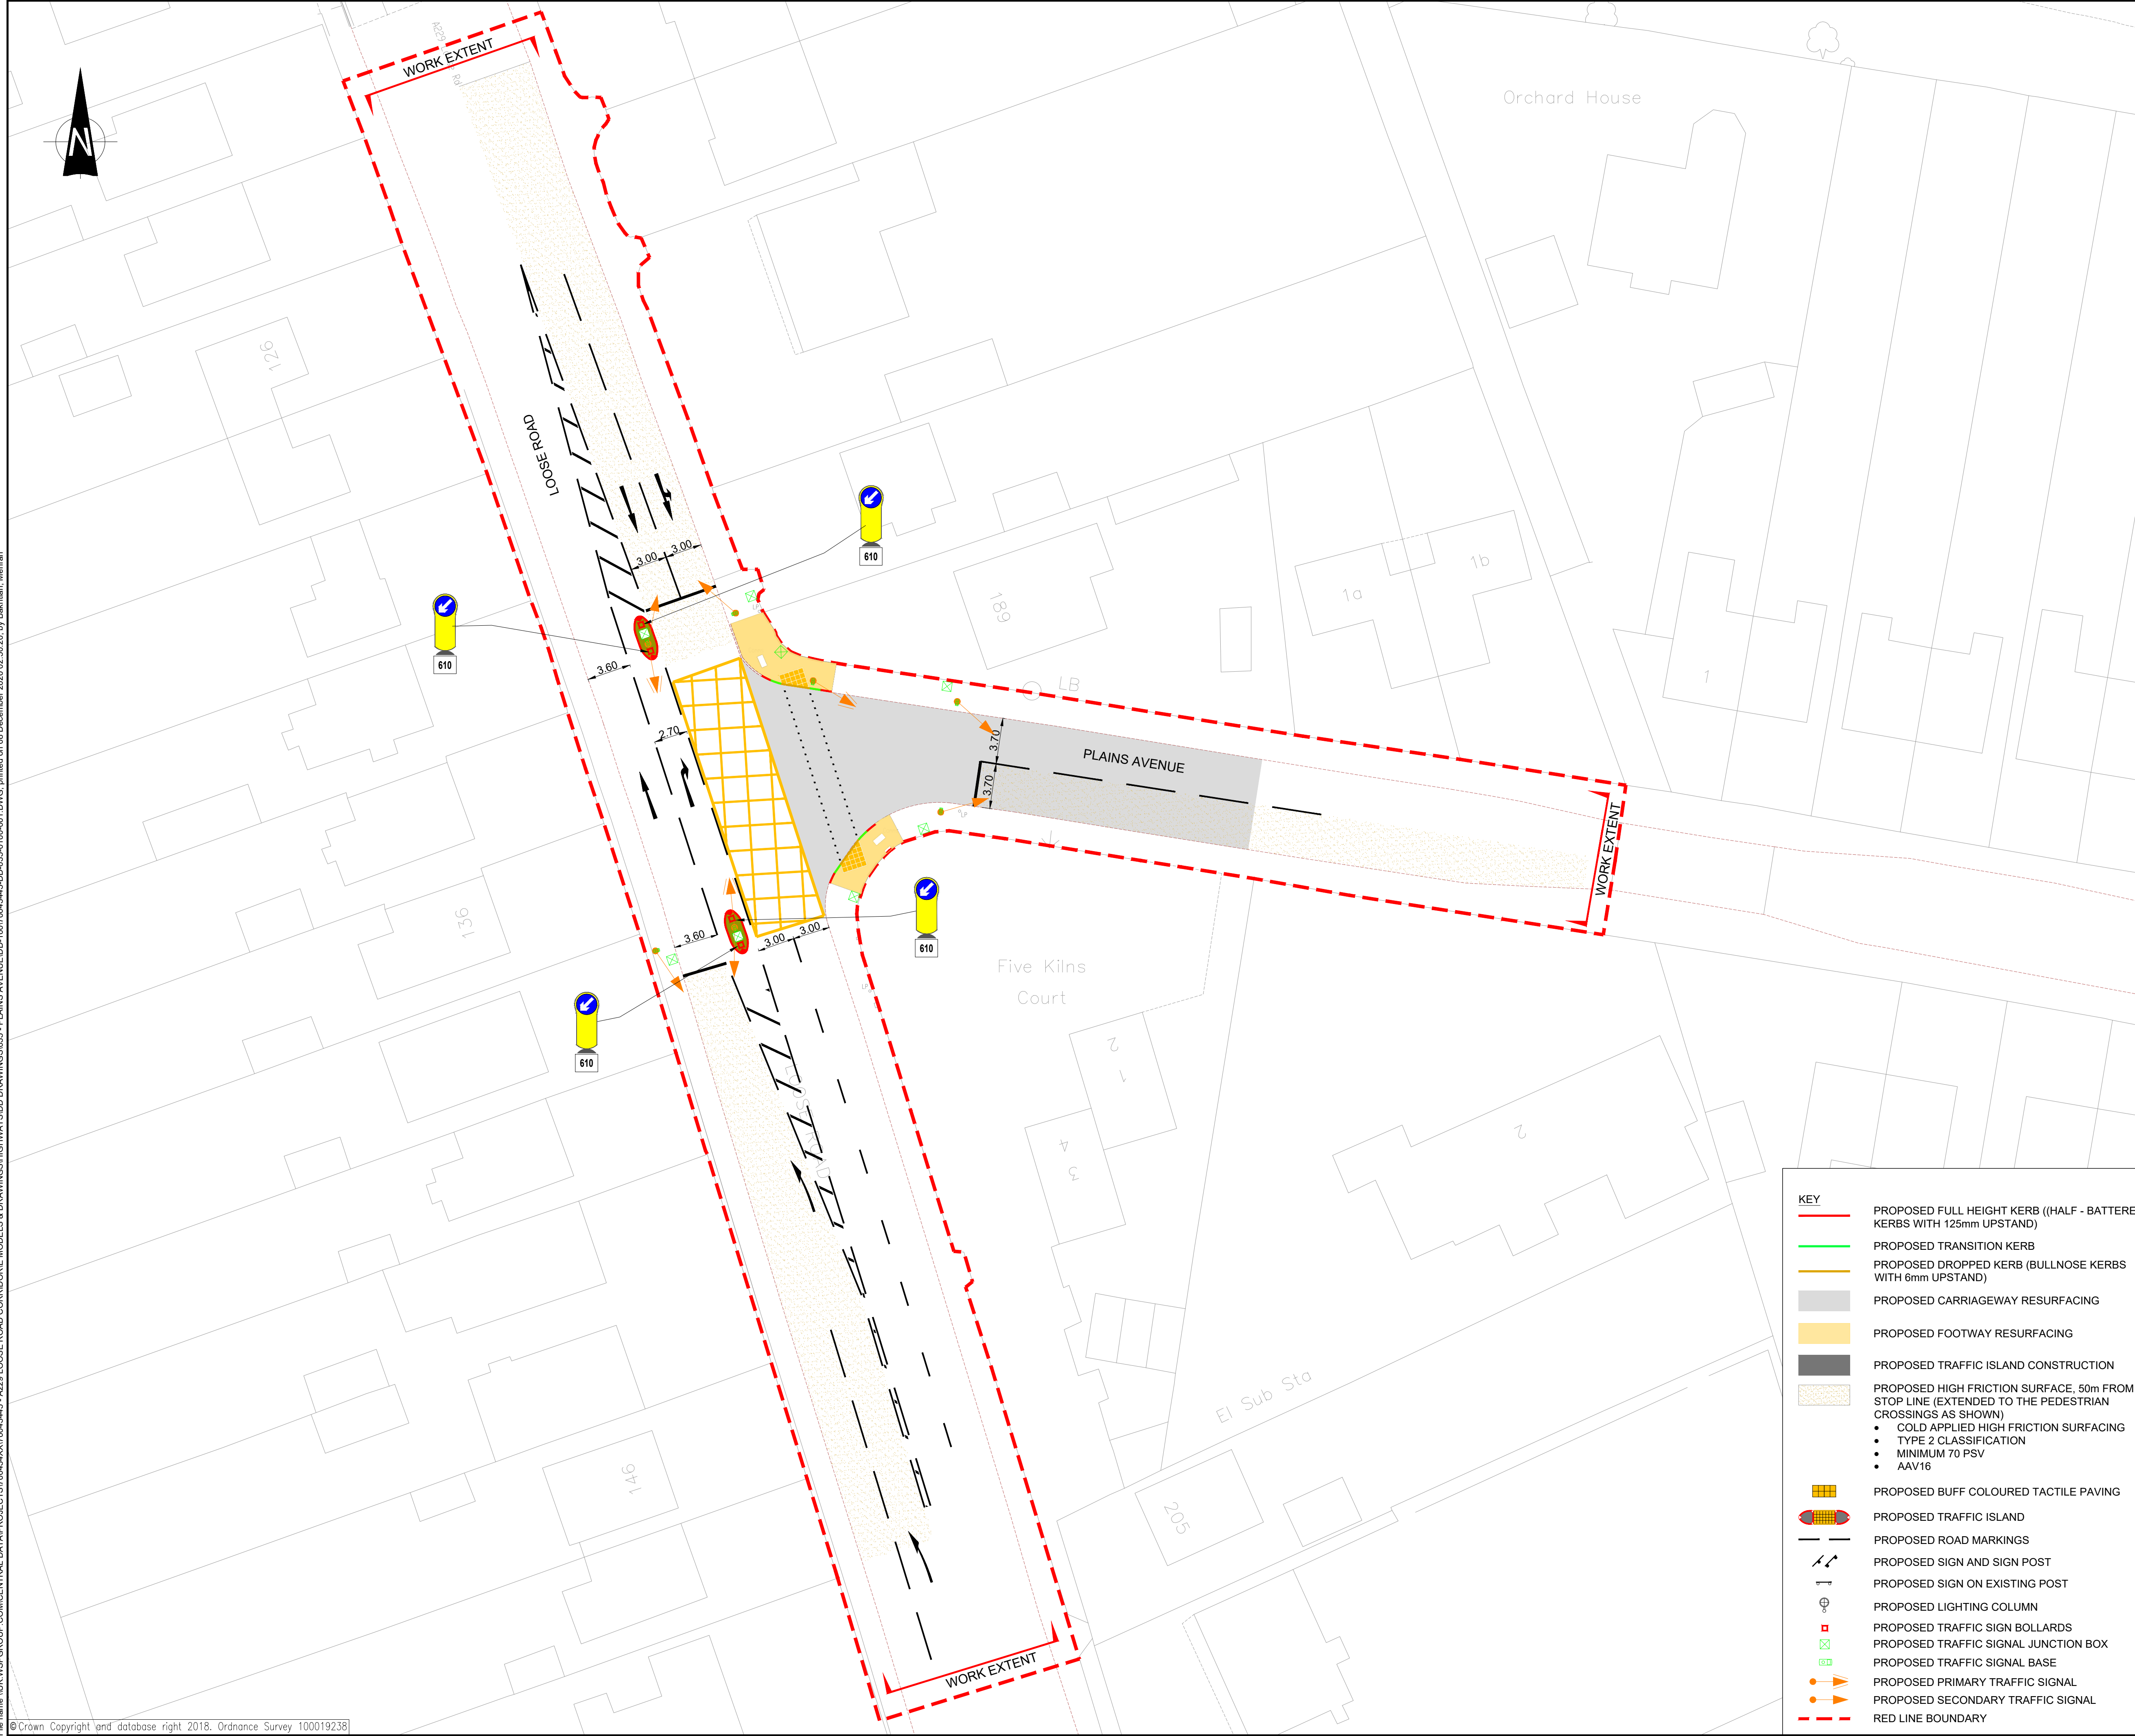 WORK EXTENT
A229
Rd
N
Orchard House
126
LOOSE ROAD
610
3.00
3.00
189
1a
1b
1
610
3.60
LB
2.70
3.70
PLAINS AVENUE
3.70
WORK EXTENT
136
3.60
3.00
3.00
610
LP
Five Kilns
Court
610
LOOSE ROAD
2
1
4
3
2
El Sub Sta
146
205
WORK EXTENT
KEY
PROPOSED FULL HEIGHT KERB ((HALF - BATTERE
KERBS WITH 125mm UPSTAND)
PROPOSED TRANSITION KERB
PROPOSED DROPPED KERB (BULLNOSE KERBS
WITH 6mm UPSTAND)
PROPOSED CARRIAGEWAY RESURFACING
PROPOSED FOOTWAY RESURFACING
PROPOSED TRAFFIC ISLAND CONSTRUCTION
PROPOSED HIGH FRICTION SURFACE, 50m FROM
STOP LINE (EXTENDED TO THE PEDESTRIAN
CROSSINGS AS SHOWN)
• COLD APPLIED HIGH FRICTION SURFACING
• TYPE 2 CLASSIFICATION
• MINIMUM 70 PSV
• AAV16
PROPOSED BUFF COLOURED TACTILE PAVING
PROPOSED TRAFFIC ISLAND
PROPOSED ROAD MARKINGS
PROPOSED SIGN AND SIGN POST
PROPOSED SIGN ON EXISTING POST
PROPOSED LIGHTING COLUMN
PROPOSED TRAFFIC SIGN BOLLARDS
PROPOSED TRAFFIC SIGNAL JUNCTION BOX
PROPOSED TRAFFIC SIGNAL BASE
PROPOSED PRIMARY TRAFFIC SIGNAL
PROPOSED SECONDARY TRAFFIC SIGNAL
RED LINE BOUNDARY
©Crown Copyright and database right 2018. Ordnance Survey 100019238